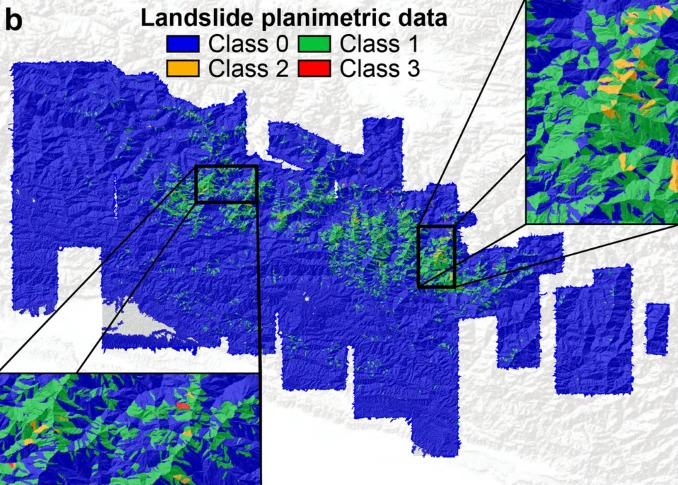 b
Landslide planimetric data
Class 0 Class 1
Class 2 Class 3